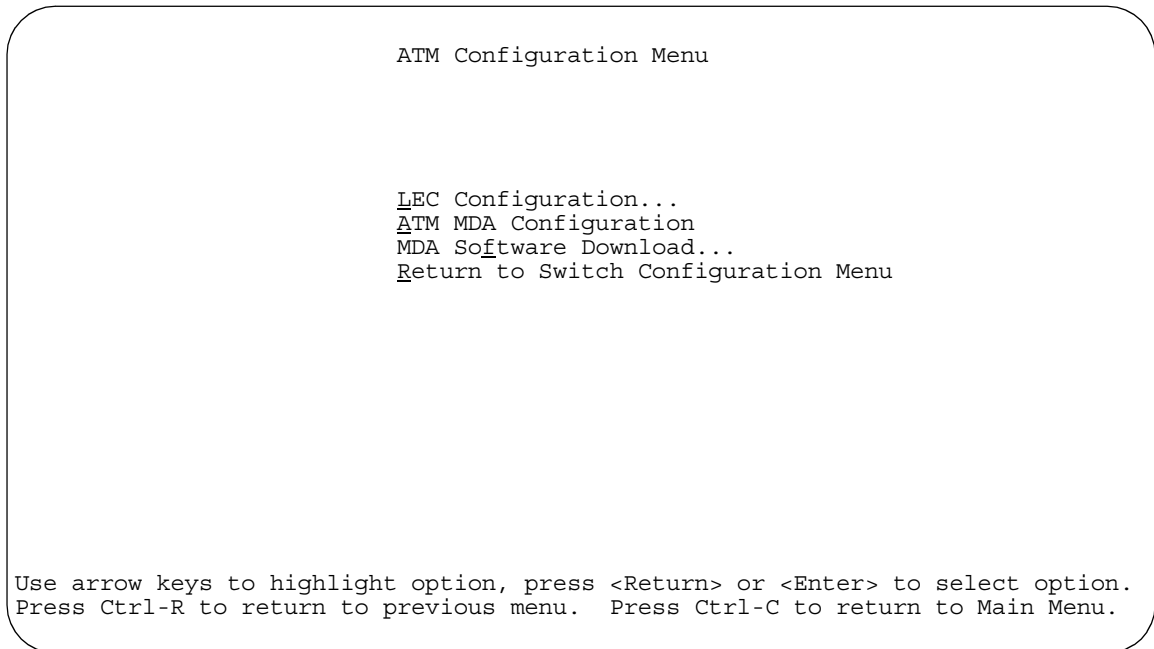 ATM Configuration Menu
LEC Configuration...
ATM MDA Configuration
MDA Software Download...
Return to Switch Configuration Menu
Use arrow keys to highlight option, press <Return> or <Enter> to select option.
Press Ctrl-R to return to previous menu.  Press Ctrl-C to return to Main Menu.